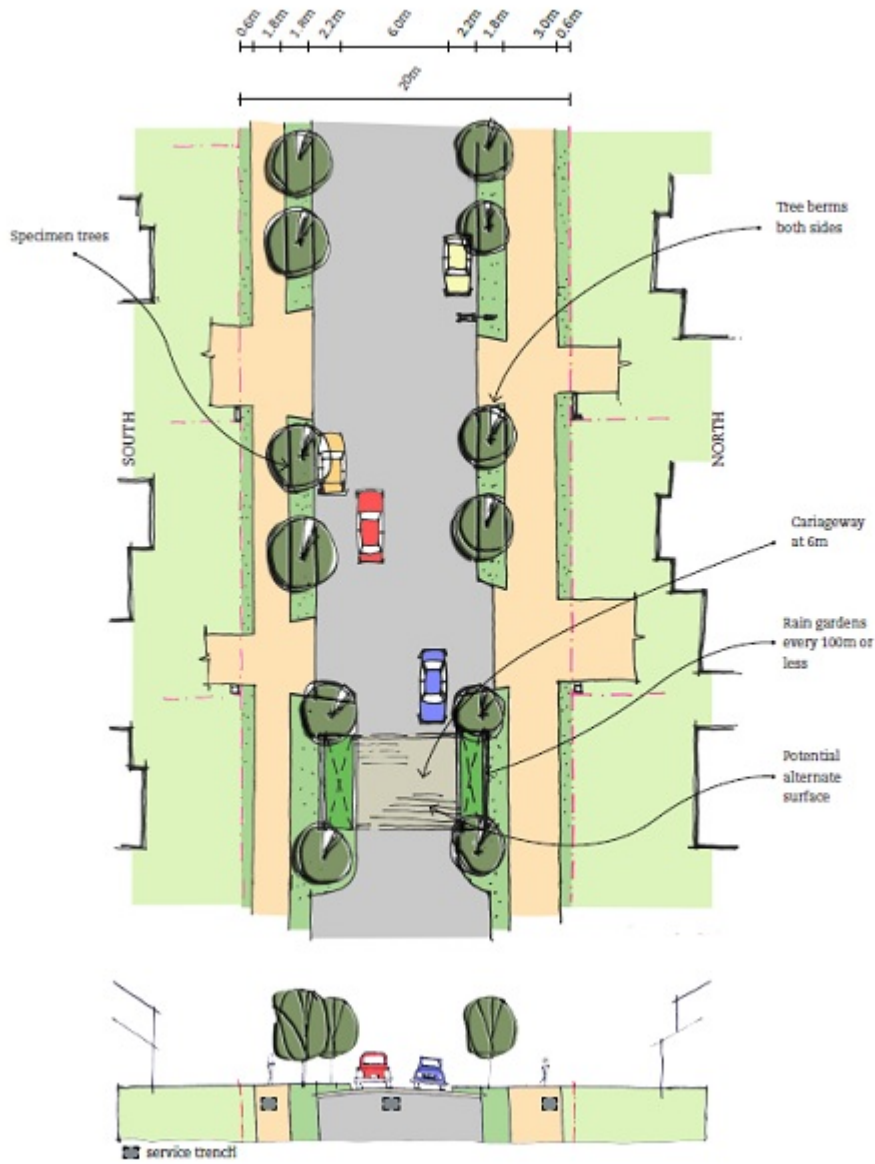 0.6m
1.8m
1.8m
2.2m
6.0m
2.2m
1.8m
3.0m
0.6m
20m
Specimen trees
Tree berms
both sides
SOUTH
NORTH
Cariageway
at 6m
Rain gardens
every 100m or
less
Potential
alternate
surface
service trench